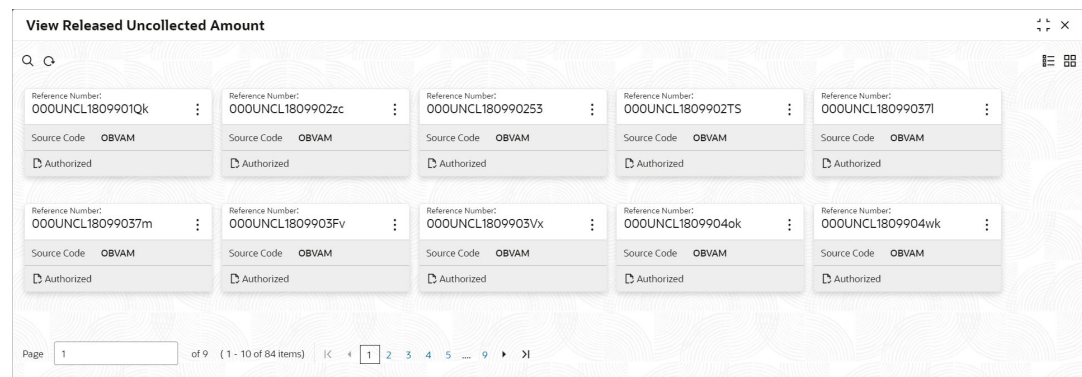 View Released Uncollected Amount
Reference Number:
000UNCL1809901Qk
Source Code OBVAM
Authorized
Reference Number:
000UNCL1809902zc
Source Code OBVAM
Authorized
Reference Number:
000UNCL180990253
Source Code OBVAM
Authorized
Reference Number:
000UNCL1809902TS
Source Code OBVAM
Authorized
Reference Number:
000UNCL18099037l
Source Code OBVAM
Authorized
Reference Number:
000UNCL18099037m
Source Code OBVAM
Authorized
Reference Number:
000UNCL1809903Fv
Source Code OBVAM
Authorized
Reference Number:
000UNCL1809903Vx
Source Code OBVAM
Authorized
Reference Number:
000UNCL1809904ok
Source Code OBVAM
Authorized
Reference Number:
000UNCL1809904wk
Source Code OBVAM
Authorized
Page 1 of 9 (1 - 10 of 84 items) 1 2 3 4 5 .... 9